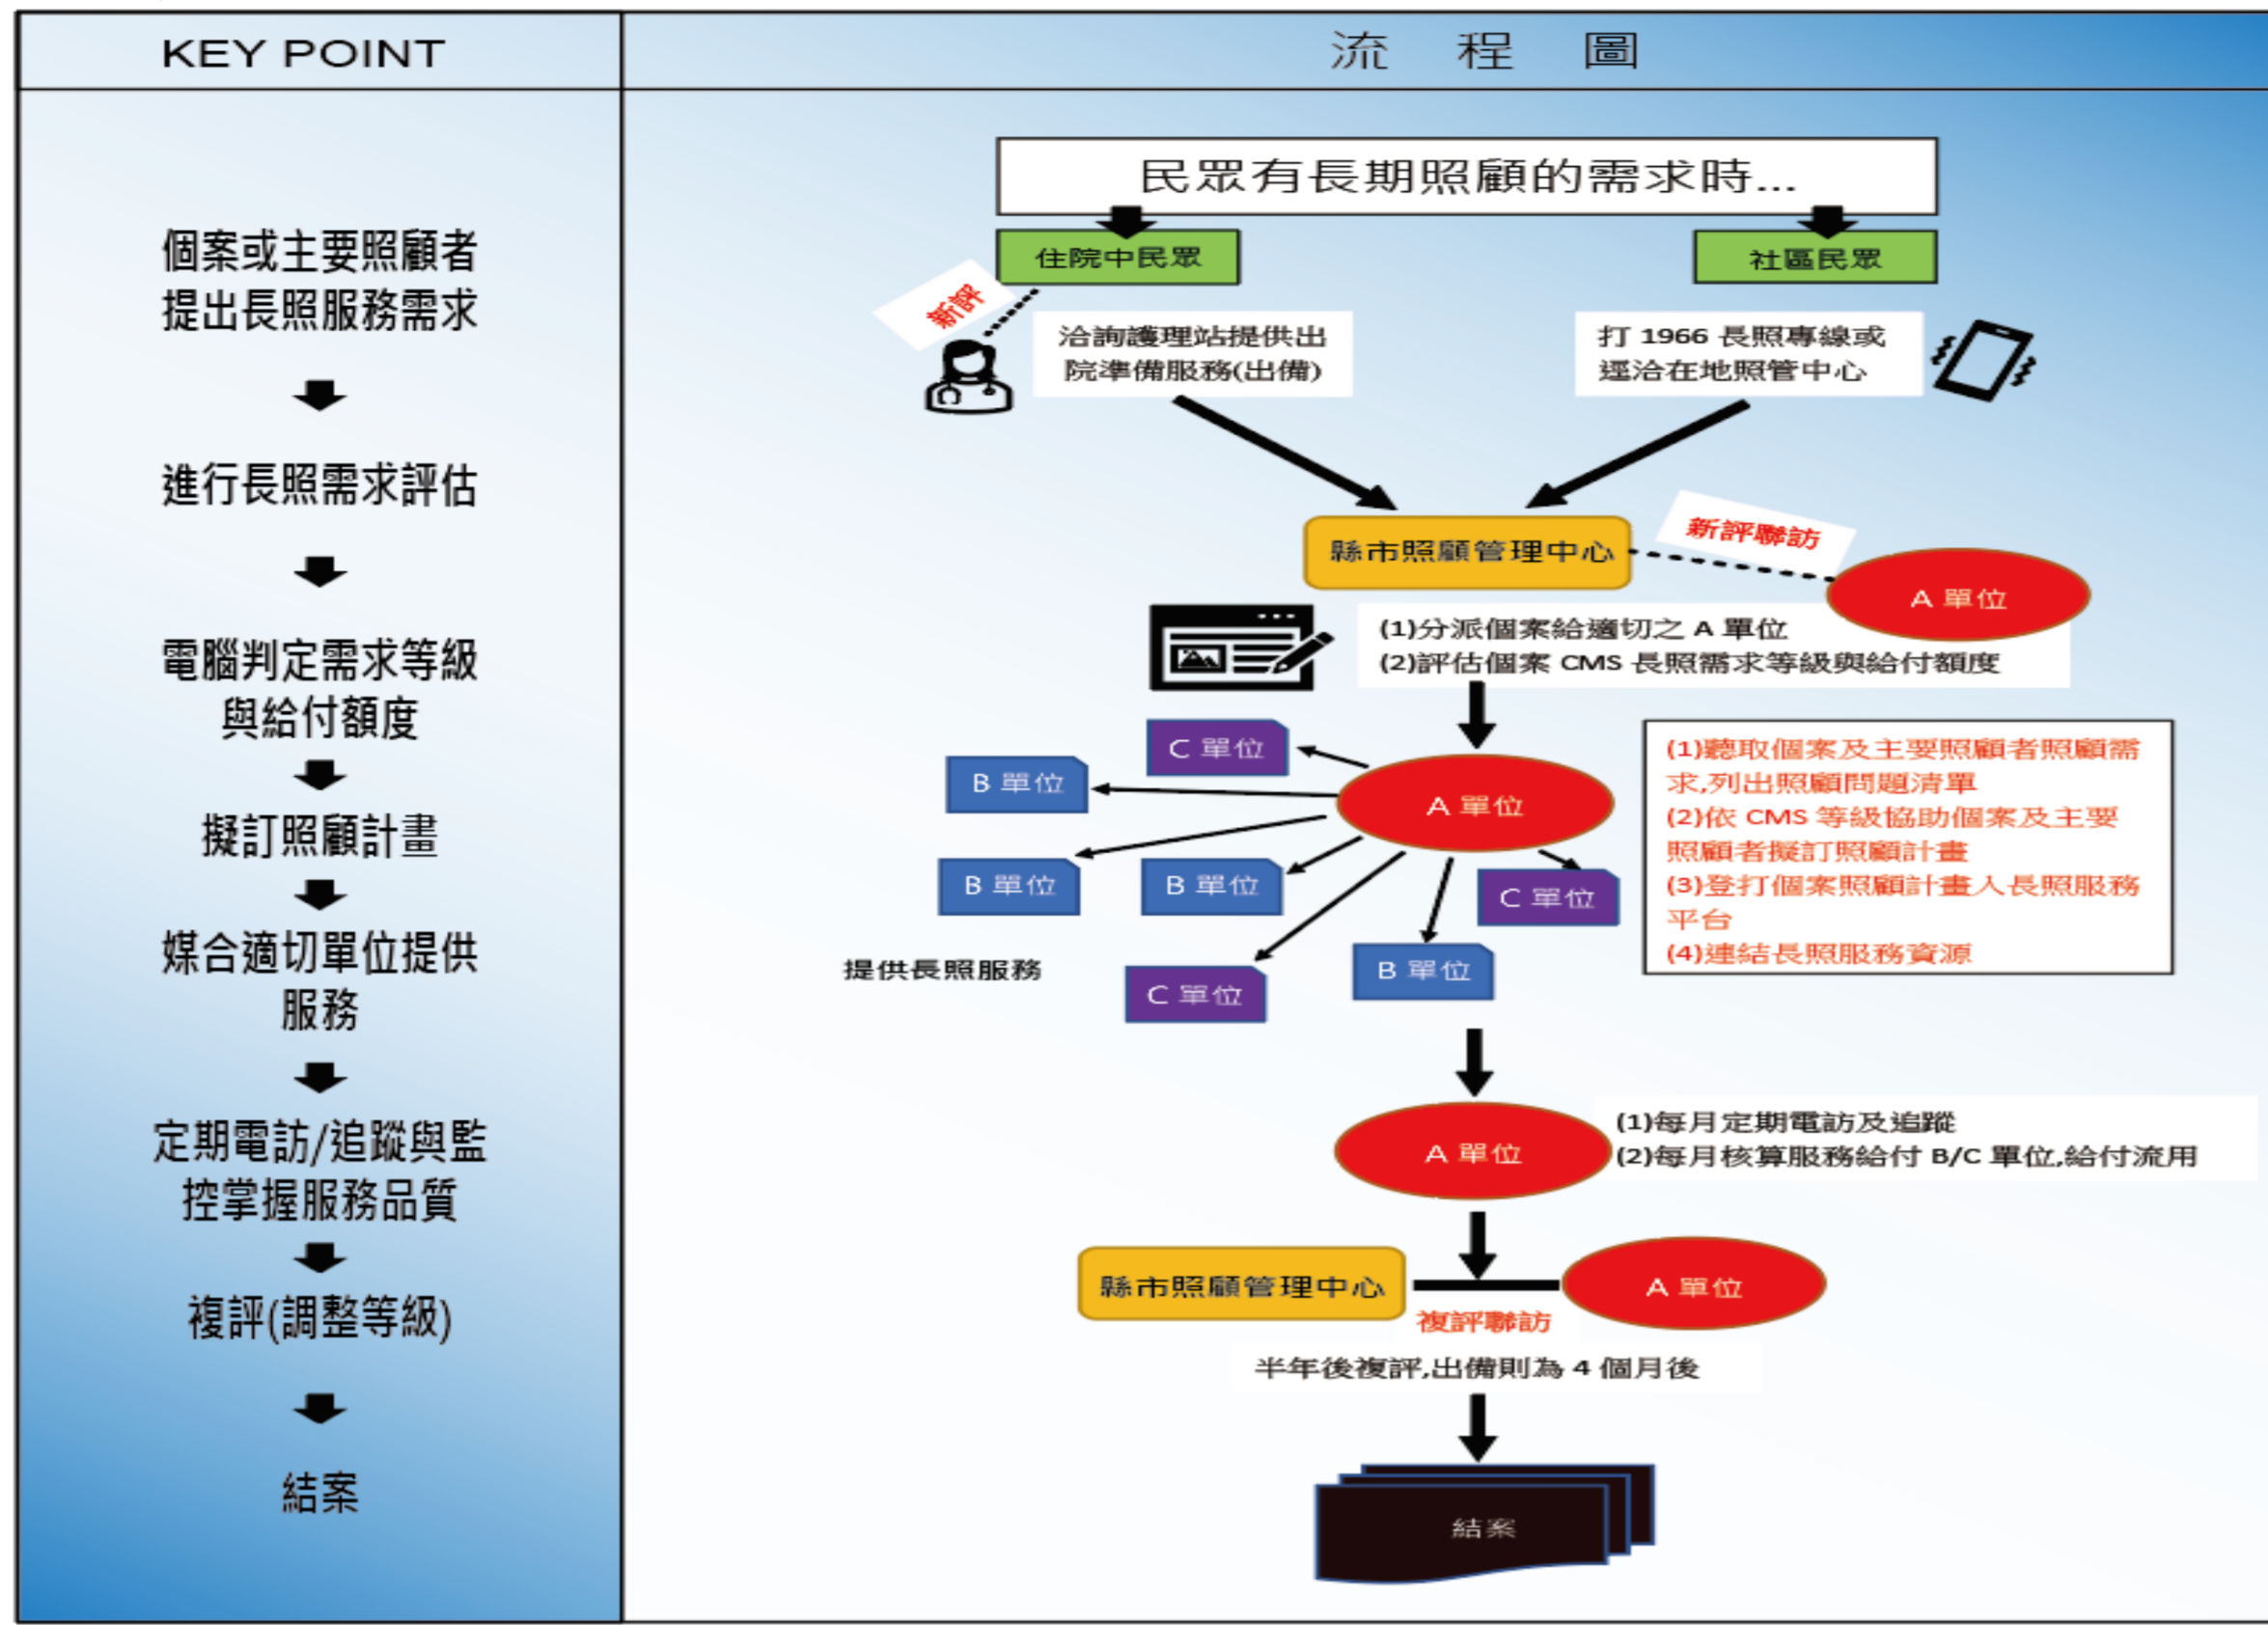 KEY POINT
流 程 圖
個案或主要照顧者
提出長照服務需求
進行長照需求評估
電腦判定需求等級
與給付額度
擬訂照顧計畫
媒合適切單位提供
服務
定期電訪/追蹤與監
控掌握服務品質
複評(調整等級)
結案
民眾有長期照顧的需求時...
住院中民眾
社區民眾
新評
洽詢護理站提供出
院準備服務(出備)
打 1966 長照專線或
逕洽在地照管中心
縣市照顧管理中心
新評聯訪
A 單位
(1)分派個案給適切之 A 單位
(2)評估個案 CMS 長照需求等級與給付額度
C 單位
B 單位
A 單位
B 單位
B 單位
C 單位
C 單位
B 單位
提供長照服務
(1)聽取個案及主要照顧者照顧需
求,列出照顧問題清單
(2)依 CMS 等級協助個案及主要
照顧者擬訂照顧計畫
(3)登打個案照顧計畫入長照服務
平台
(4)連結長照服務資源
A 單位
(1)每月定期電訪及追蹤
(2)每月核算服務給付 B/C 單位,給付流用
縣市照顧管理中心
A 單位
複評聯訪
半年後複評,出備則為 4 個月後
結案